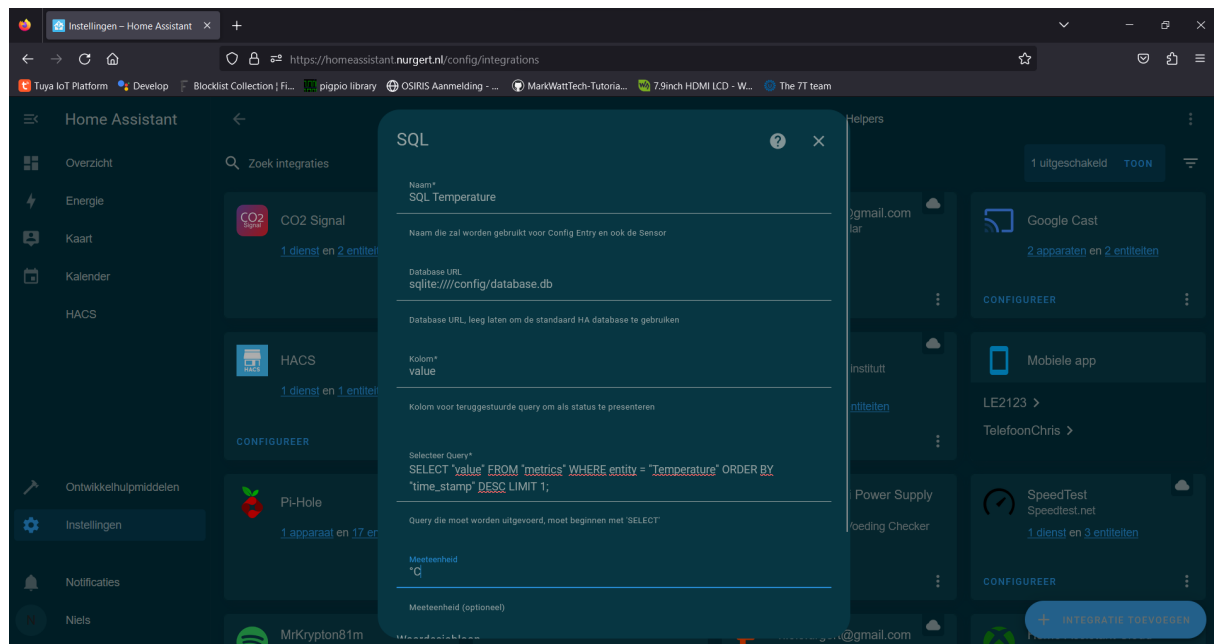 Instellingen – Home Assistant
https://homeassistant.nurgert.nl/config/integrations
Tuya IoT Platform
Develop
Blocklist Collection | Fi...
pigpio library
OSIRIS Aanmelding - ...
MarkWattTech-Tutoria...
7.9inch HDMI LCD - W...
The 7T team
Home Assistant
Overzicht
Energie
Kaart
Kalender
HACS
Ontwikkelhulpmiddelen
Instellingen
Notificaties
N
Niels
Helpers
Zoek integraties
1 uitgeschakeld TOON
CO2
Signal
CO2 Signal
1 dienst en 2 entiteit
@gmail.com
Google Cast
2 apparaten en 2 entiteiten
CONFIGUREER
HACS
HACS
1 dienst en 1 entiteit
CONFIGUREER
institutt
Mobiele app
LE2123
TelefoonChris
Pi-Hole
1 apparaat en 17 en
Power Supply
Voeding Checker
SpeedTest
Speedtest.net
1 dienst en 3 entiteiten
CONFIGUREER
MrKrypton81m
@gmail.com
INTEGRATIE TOEVOEGEN
SQL
Naam*
SQL Temperature
Naam die zal worden gebruikt voor Config Entry en ook de Sensor
Database URL
sqlite:////config/database.db
Database URL, leeg laten om de standaard HA database te gebruiken
Kolom*
value
Kolom voor teruggestuurde query om als status te presenteren
Selecteer Query*
SELECT "value" FROM "metrics" WHERE entity = "Temperature" ORDER BY
"time_stamp" DESC LIMIT 1;
Query die moet worden uitgevoerd, moet beginnen met 'SELECT'
Meeteenheid
°C
Meeteenheid (optioneel)